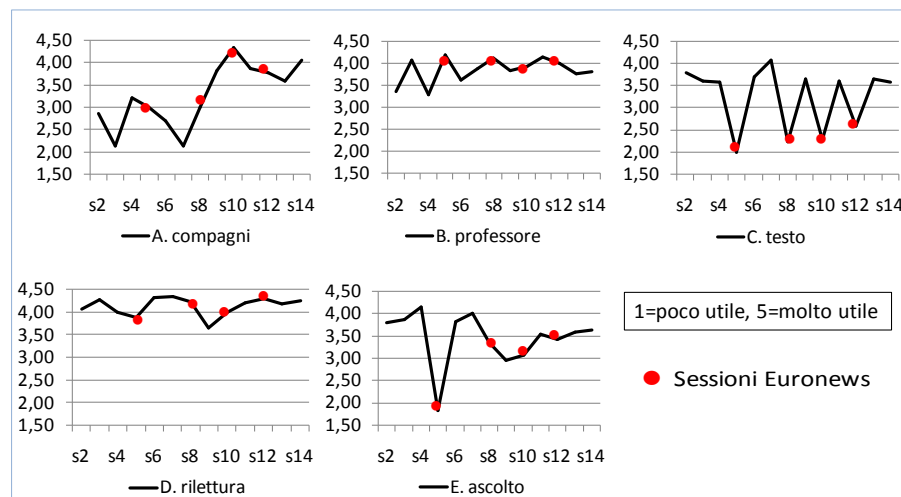 4,50
4,00
3,50
3,00
2,50
2,00
1,50
s2 s4 s6 s8 s10 s12 s14
A. compagni
4,50
4,00
3,50
3,00
2,50
2,00
1,50
s2 s4 s6 s8 s10 s12 s14
B. professore
4,50
4,00
3,50
3,00
2,50
2,00
1,50
s2 s4 s6 s8 s10 s12 s14
C. testo
4,50
4,00
3,50
3,00
2,50
2,00
1,50
s2 s4 s6 s8 s10 s12 s14
D. rilettura
4,50
4,00
3,50
3,00
2,50
2,00
1,50
s2 s4 s6 s8 s10 s12 s14
E. ascolto
1=poco utile, 5=molto utile
Sessioni Euronews